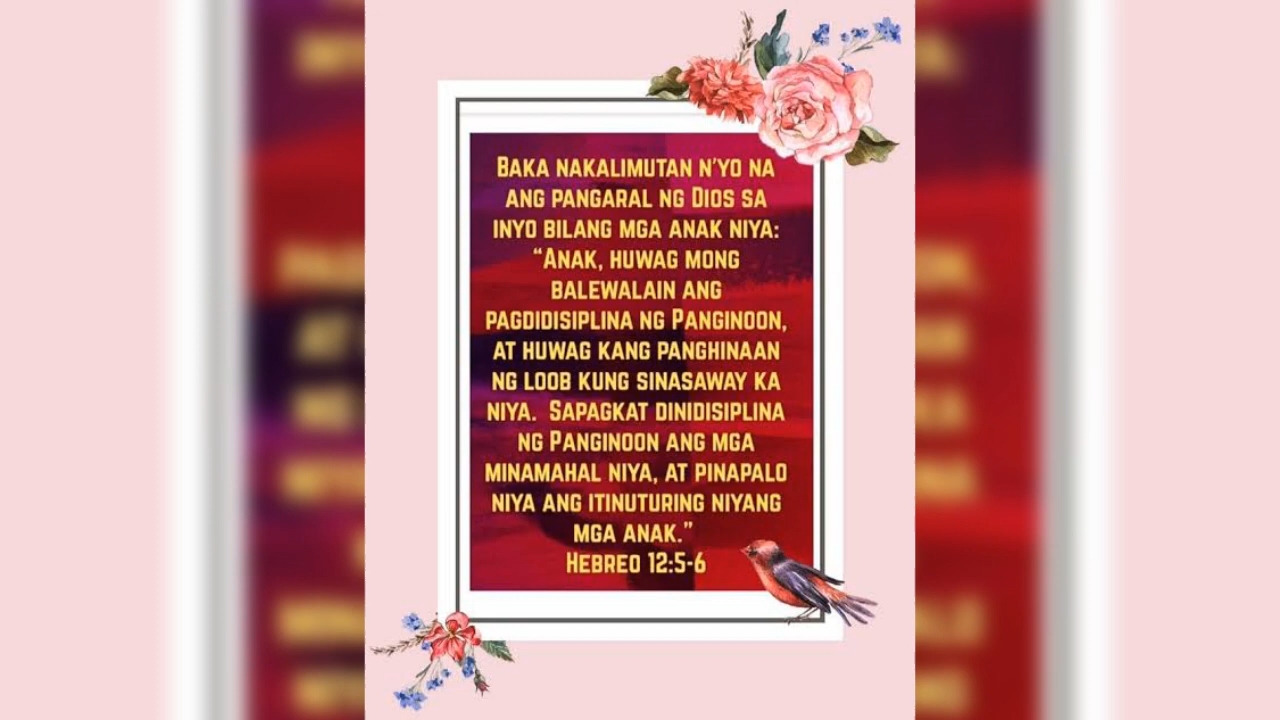 Baka nakalimutan n'yo na
ang pangaral ng Dios sa
inyo bilang mga anak niya:
“Anak, huwag mong
balewalain ang
pagdidisiplina ng Panginoon,
at huwag kang panghinaan
ng loob kung sinasaway ka
niya. Sapagkat dinidisiplina
ng Panginoon ang mga
minamahal niya, at pinapalo
niya ang itinuturing niyang
mga anak.”
Hebreo 12:5-6